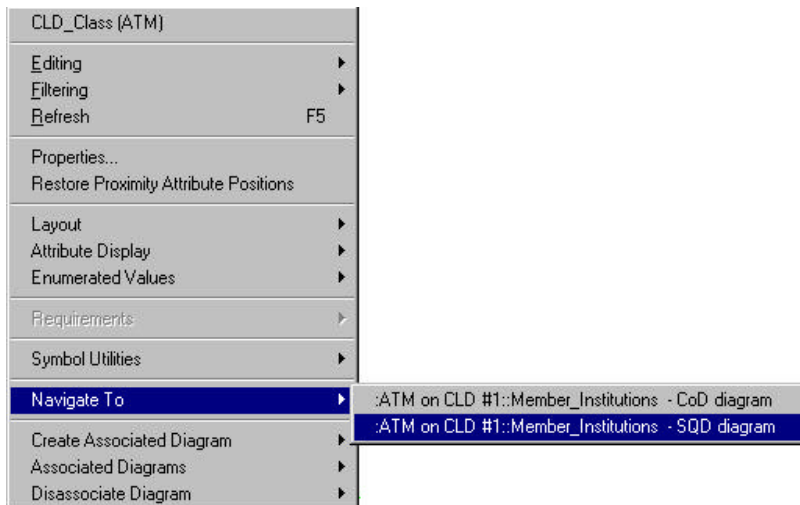 CLD_Class (ATM)
Editing
Filtering
Refresh F5
Properties...
Restore Proximity Attribute Positions
Layout
Attribute Display
Enumerated Values
Requirements
Symbol Utilities
Navigate To
:ATM on CLD #1::Member_Institutions - CoD diagram
:ATM on CLD #1::Member_Institutions - SQD diagram
Create Associated Diagram
Associated Diagrams
Disassociate Diagram